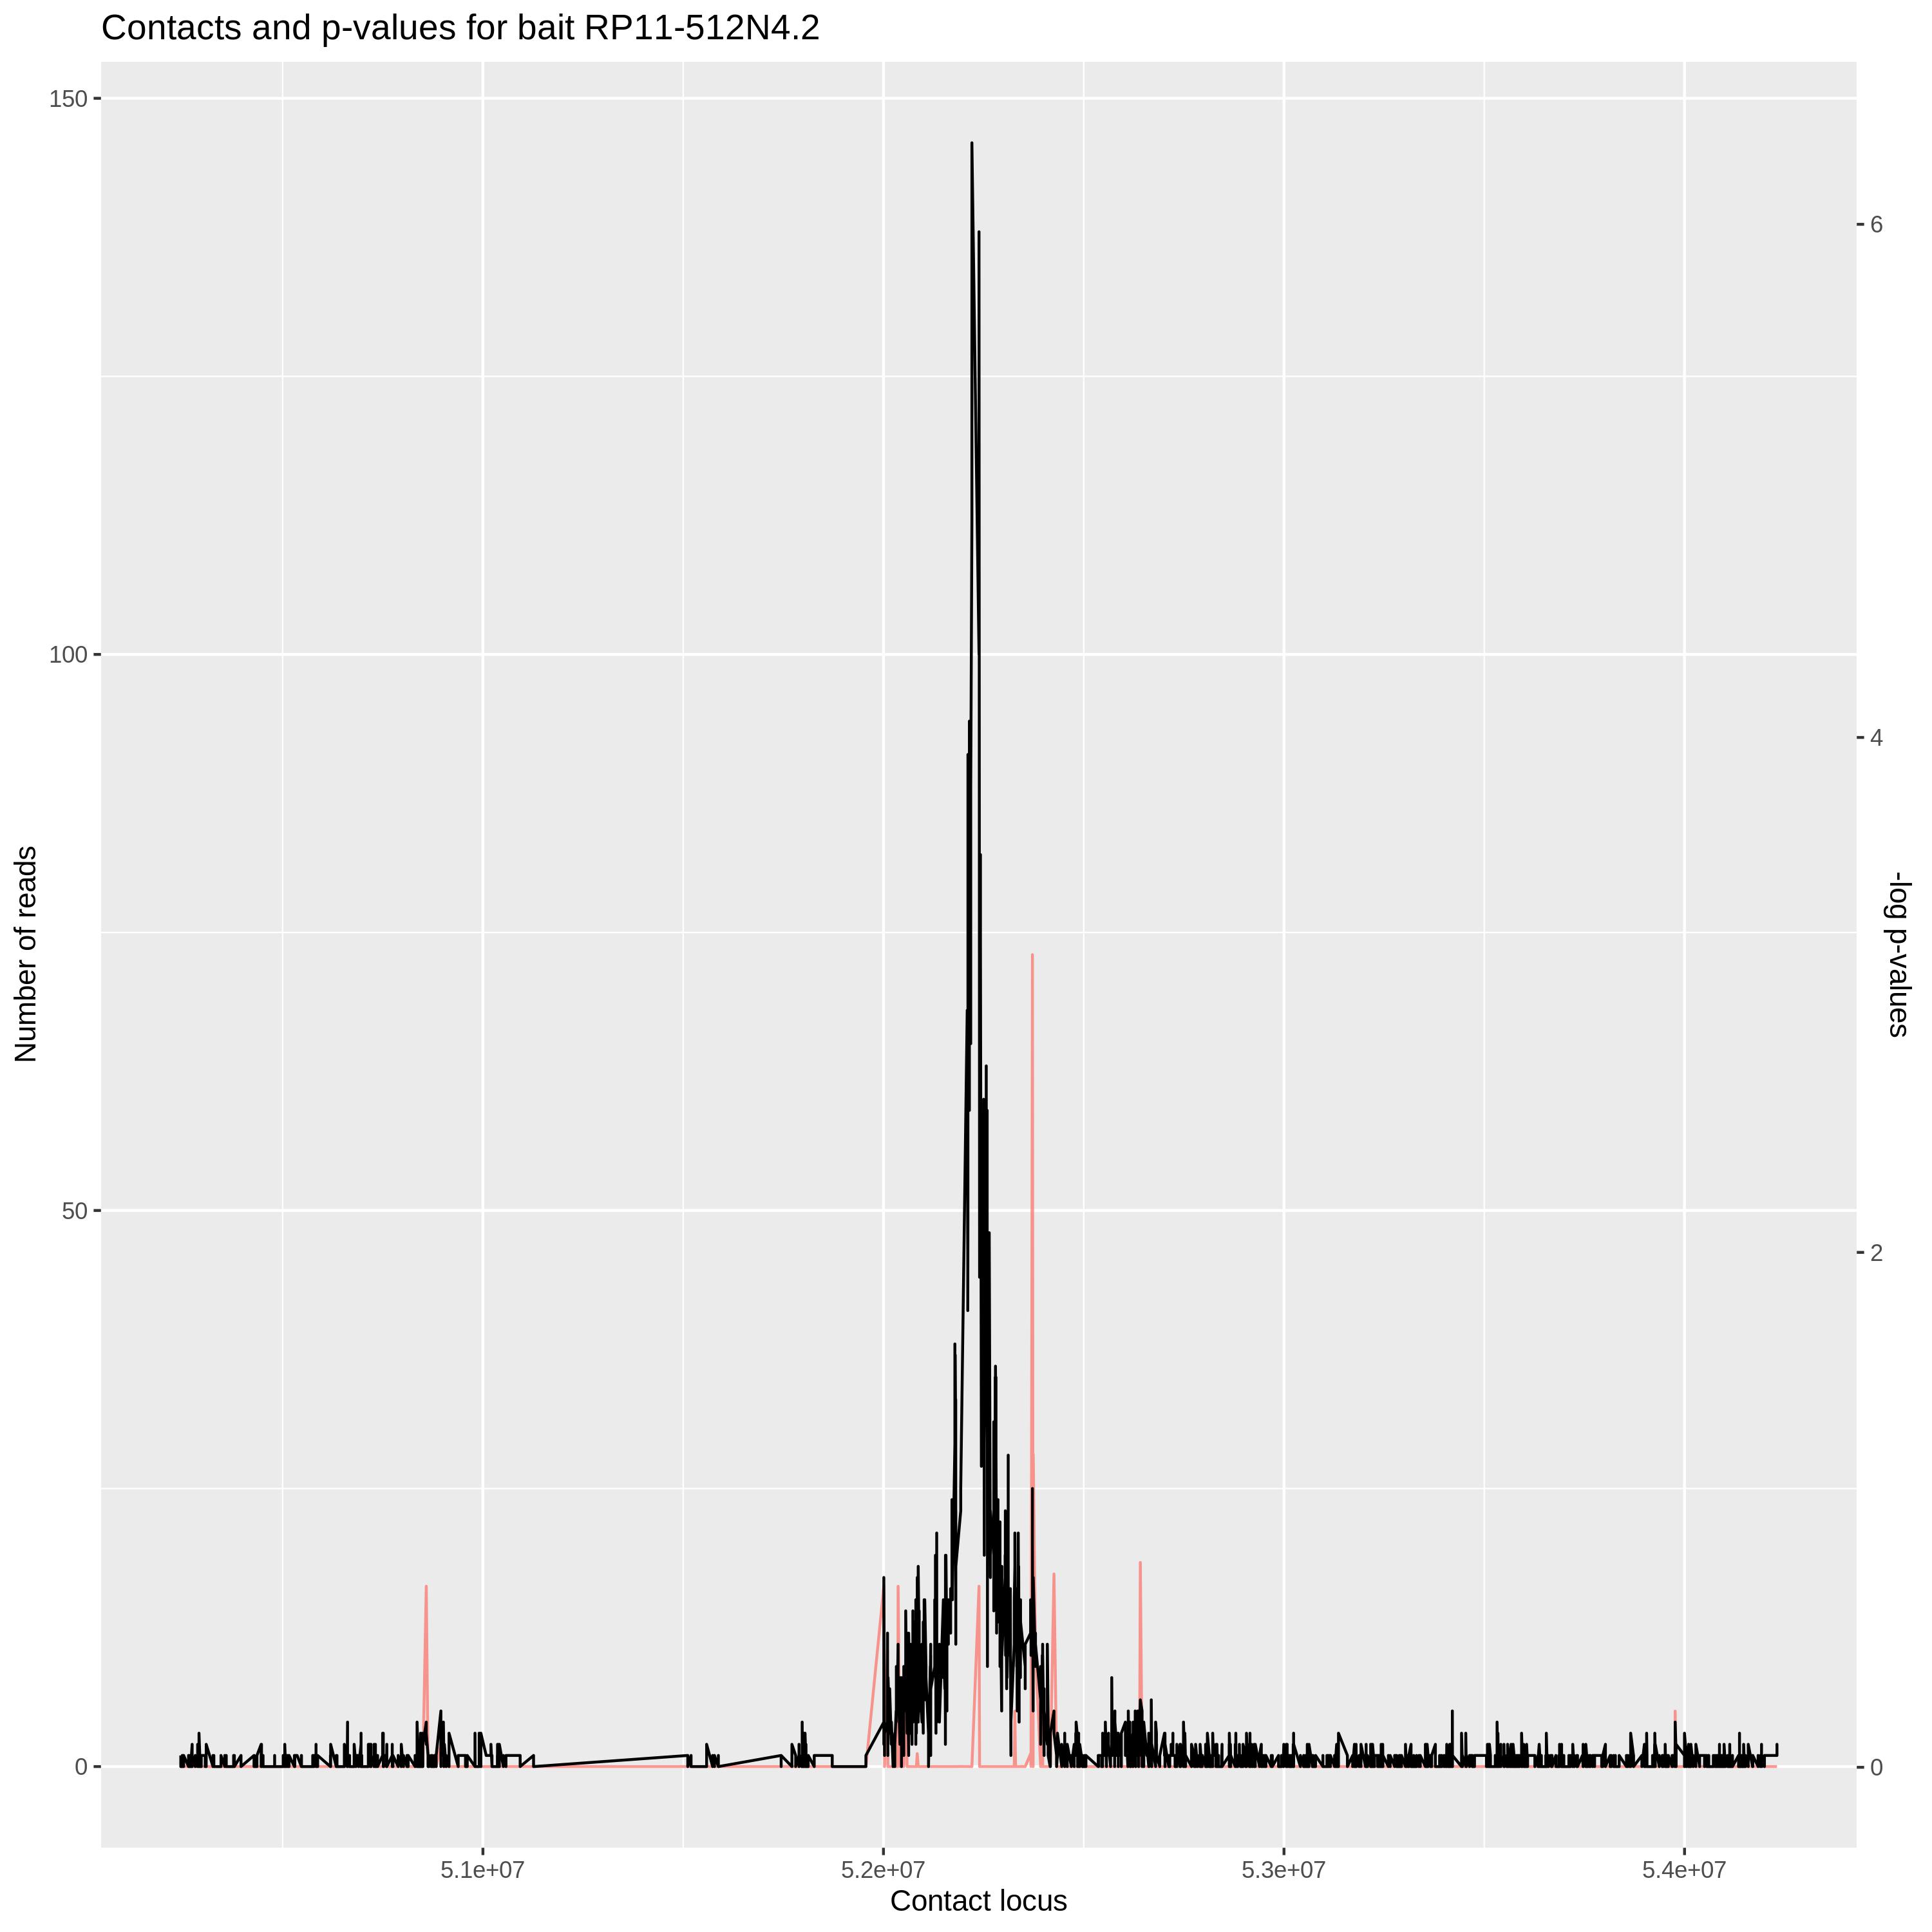 Contacts and p-values for bait RP11-512N4.2
150
100
50
0
Number of reads
6
4
2
0
-log p-values
5.1e+07
5.2e+07
5.3e+07
5.4e+07
Contact locus